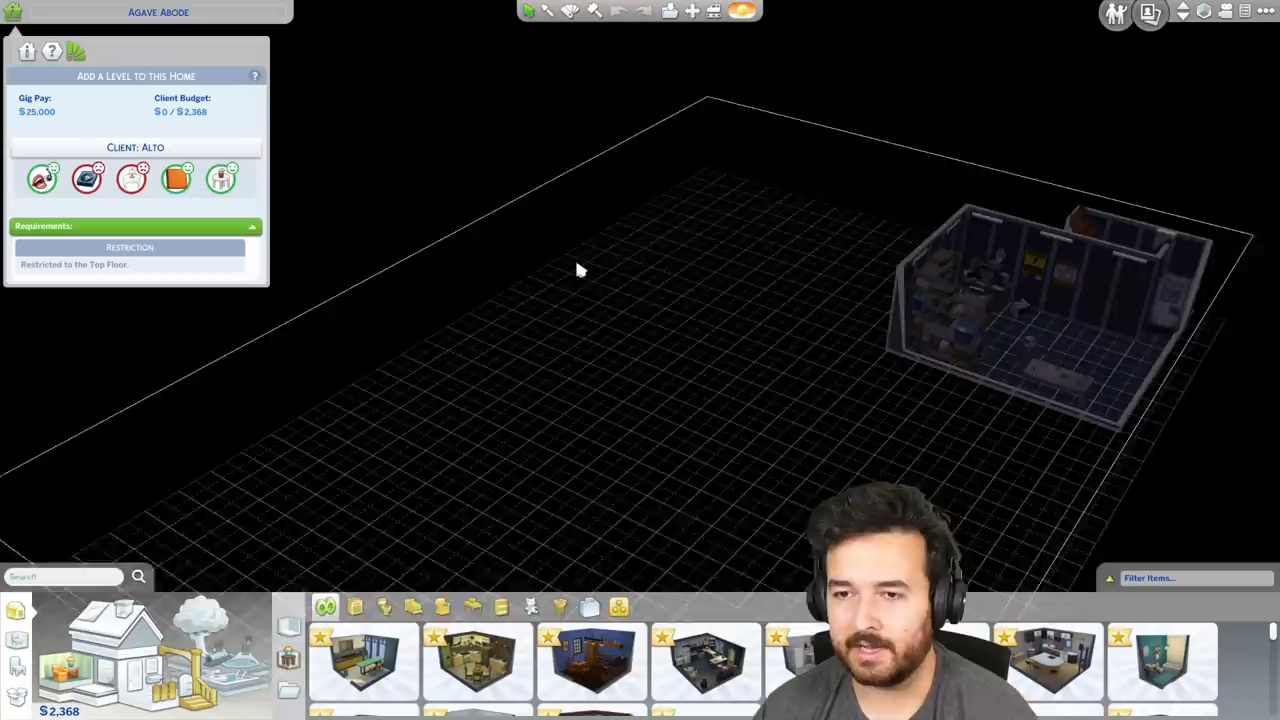 AGAVE ABODE
ADD A LEVEL TO THIS HOME
?
Gig Pay:
Client Budget:
$25,000
$0 / $2,368
CLIENT: ALTO
Requirements:
RESTRICTION
Restricted to the Top Floor.
Search
Filter Items...
$2,368